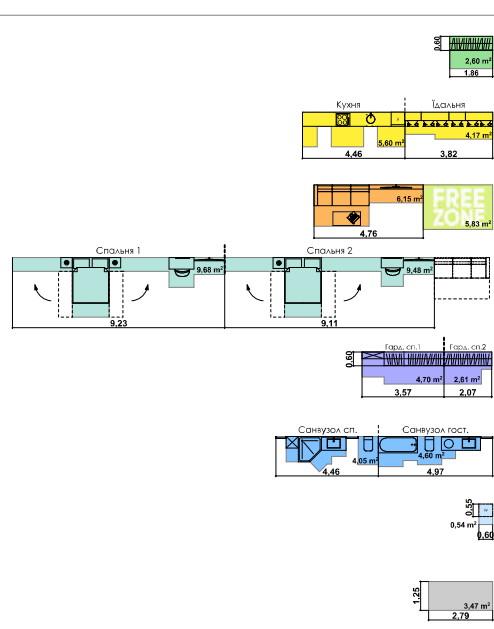 0.60
2,60 m²
1.86
Кухня Їдальня
5,60 m² 4,17 m²
4,46 3,82
6,15 m²
FREE
ZONE
5,83 m²
4,76
Спальня 1 Спальня 2
9,68 m² 9,48 m²
9,23 9,11
Гард. сп.1 Гард. сп.2
0,60
4,70 m² 2,61 m²
3,57 2,07
Санвузол сп. Санвузол гост.
4,05 m² 4,60 m²
4,46 4,97
0,55
0,54 m²
0,60
1,25
3,47 m²
2,79